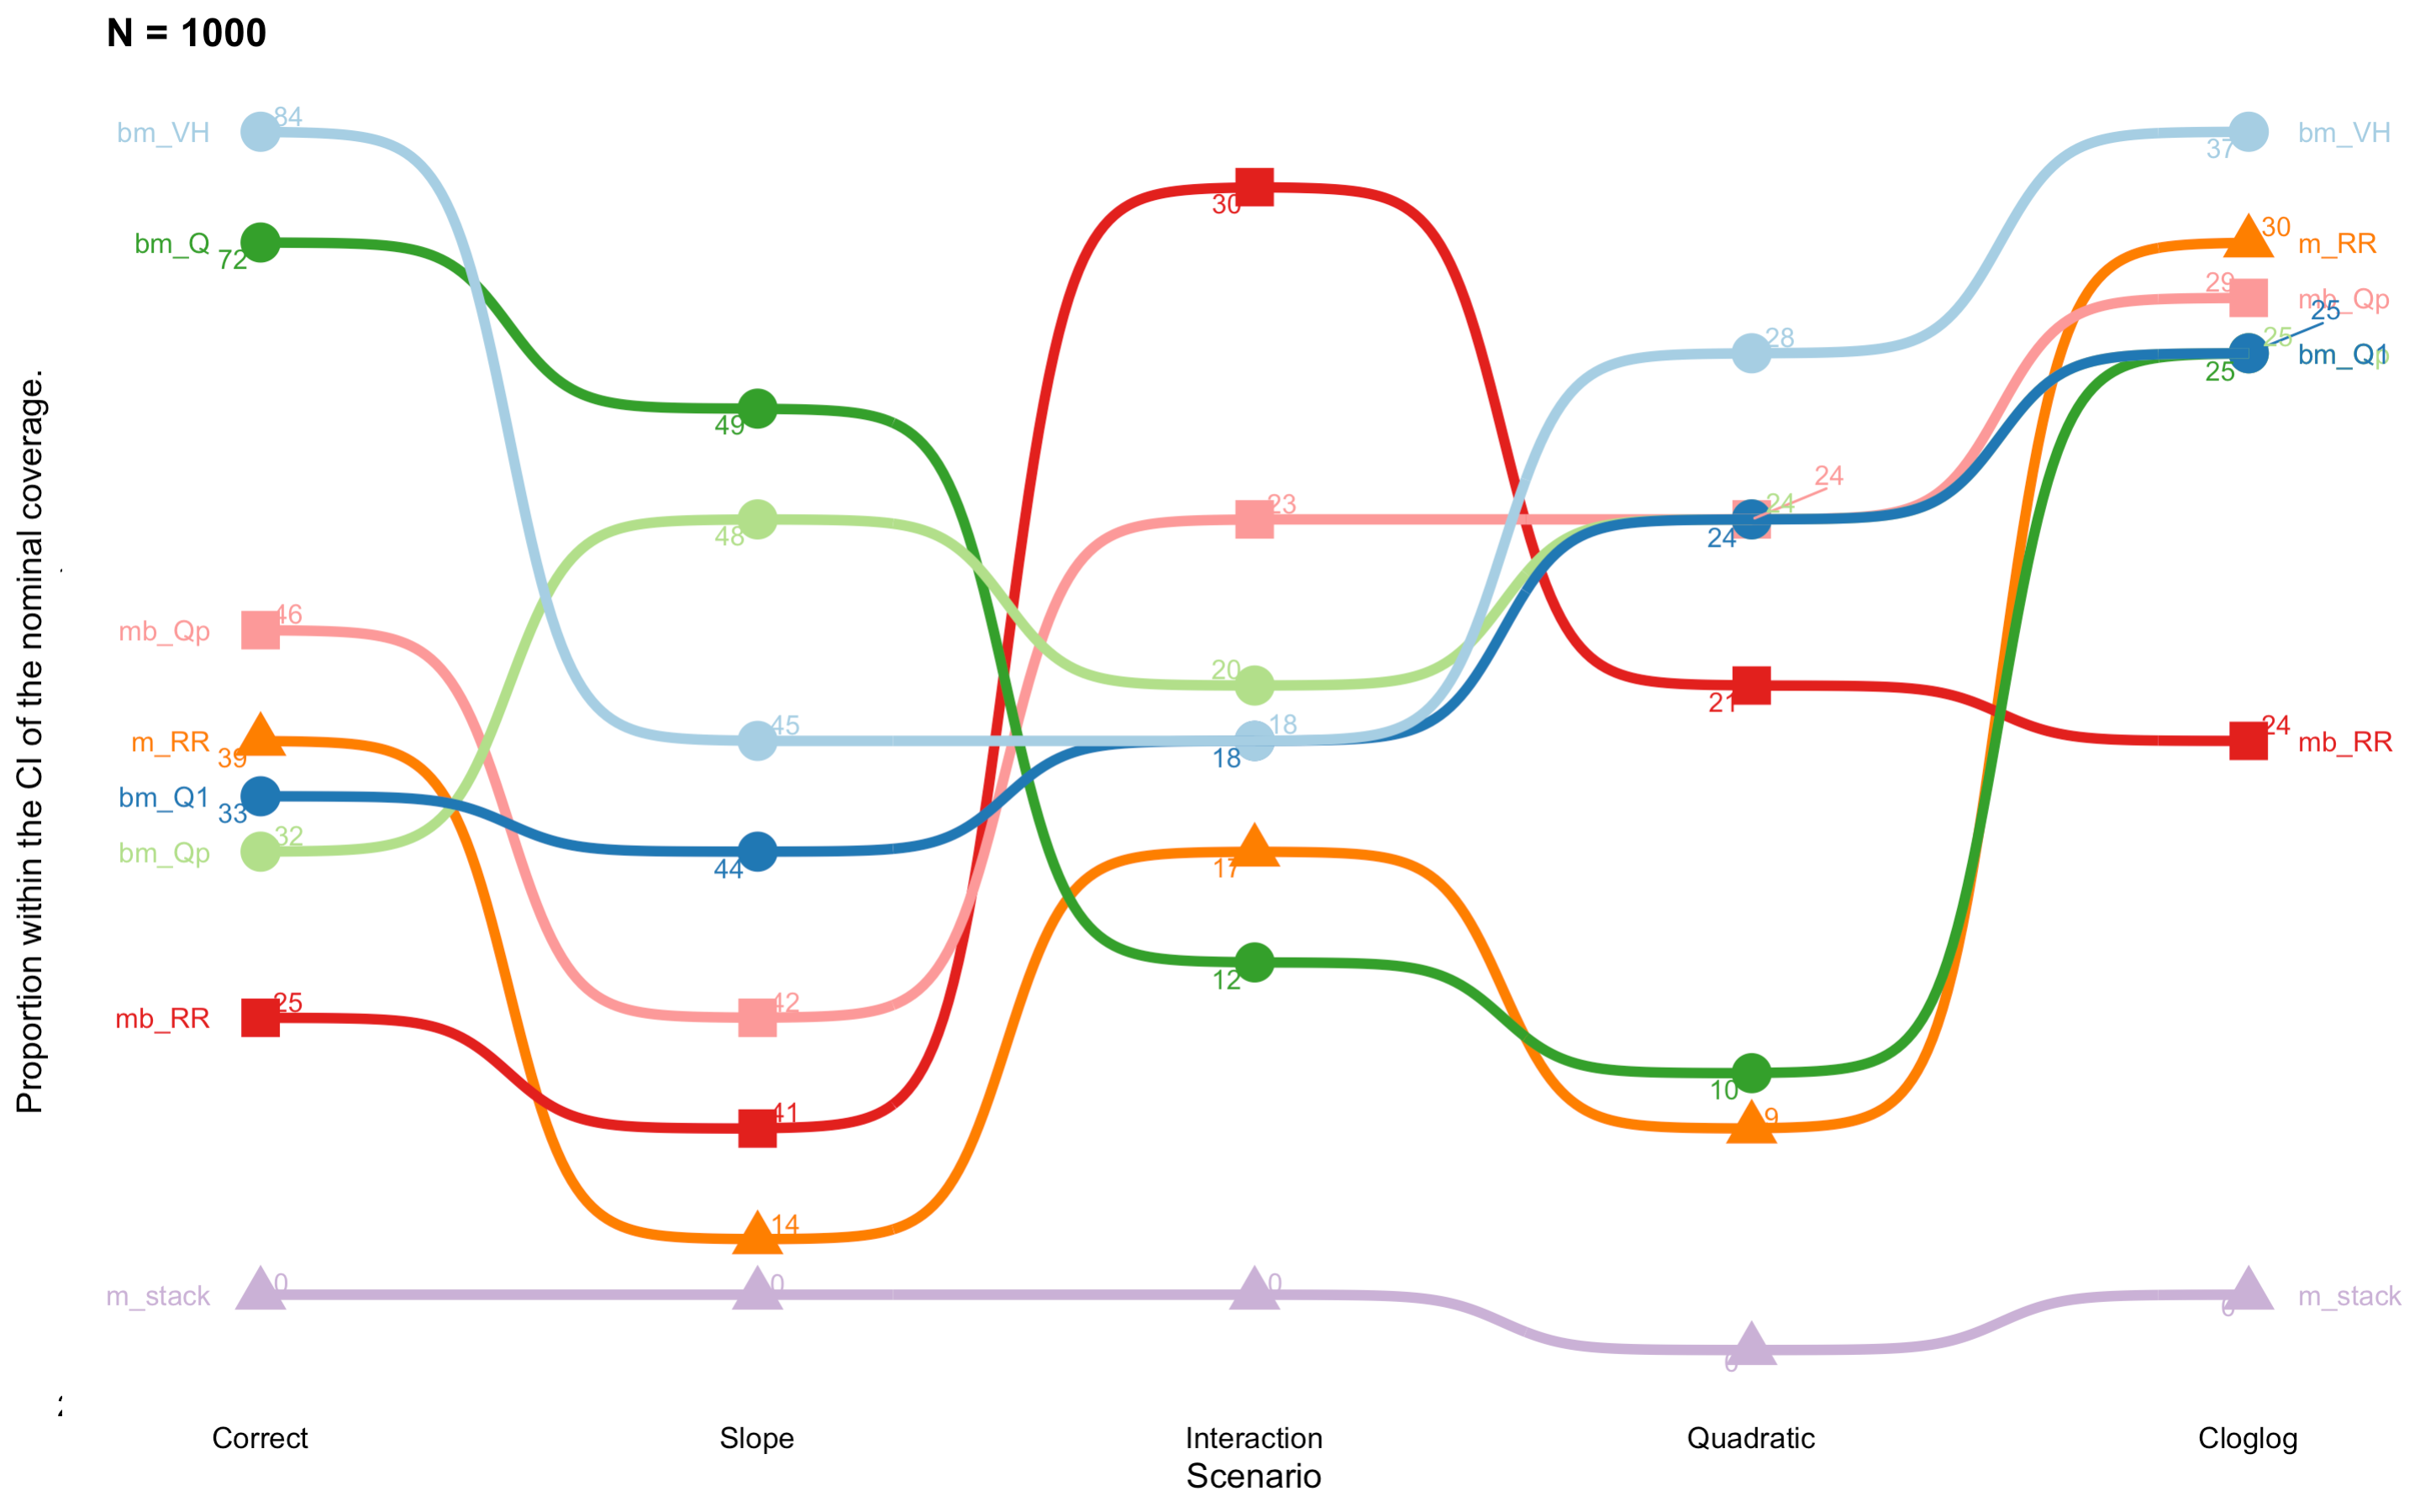 N = 1000
Proportion within the CI of the nominal coverage.
bm_VH
84
37
bm_VH
bm_Q
72
30
m_RR
30
29
mb_Qp
25
28
25
bm_Q1
25
49
23
24
24
48
24
mb_Qp
46
20
21
m_RR
39
45
18
18
24
mb_RR
bm_Q1
33
bm_Qp
32
44
17
12
mb_RR
25
42
10
41
9
14
m_stack
0
0
0
0
0
m_stack
Correct
Slope
Interaction
Quadratic
Cloglog
Scenario